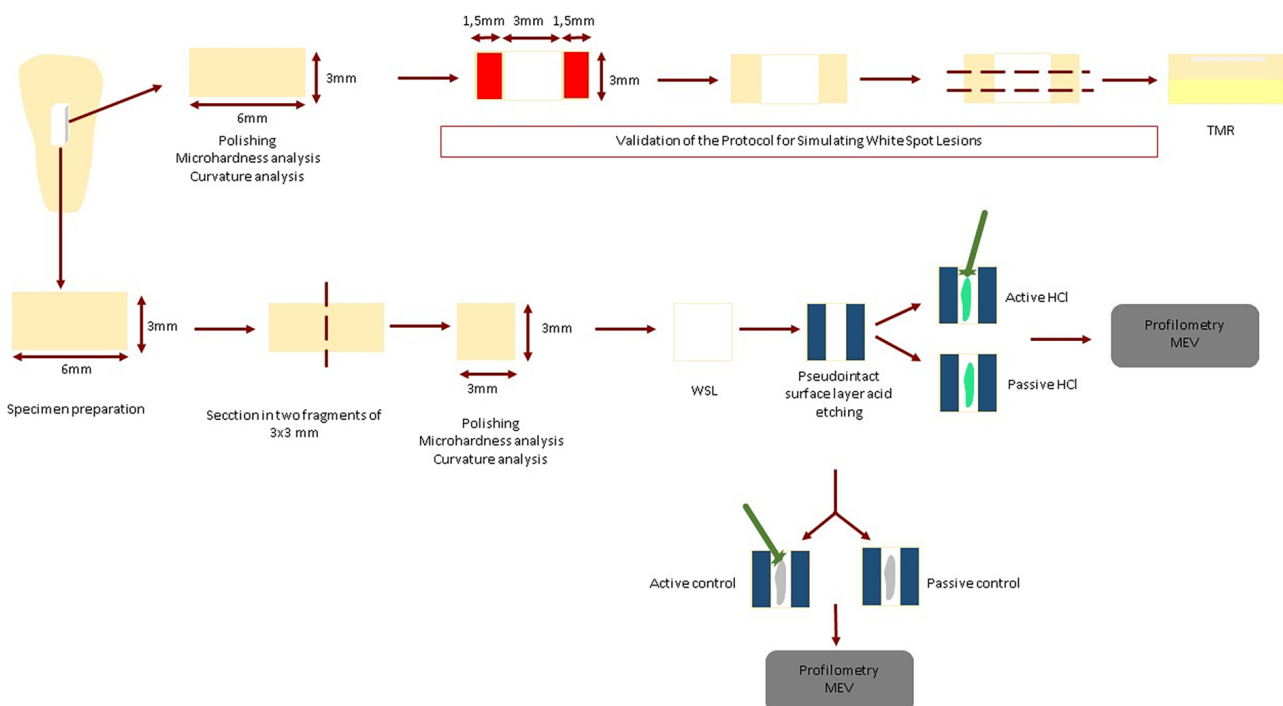 1,5mm 3mm 1,5mm
3mm
6mm
Polishing
Microhardness analysis
Curvature analysis
3mm
Validation of the Protocol for Simulating White Spot Lesions
TMR
3mm
6mm
Specimen preparation
Secction in two fragments of
3x3 mm
3mm
3mm
Polishing
Microhardness analysis
Curvature analysis
WSL
Pseudointact
surface layer acid
etching
Active HCl
Passive HCl
Profilometry
MEV
Active control
Passive control
Profilometry
MEV